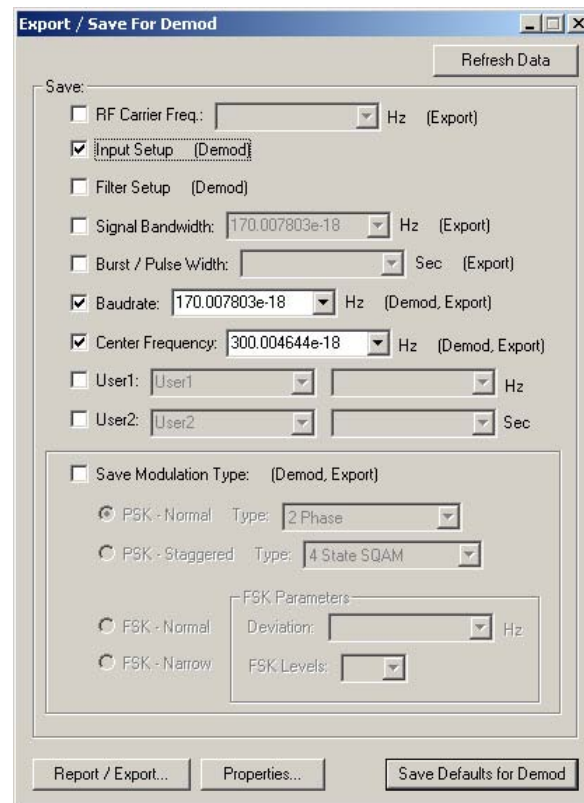 Export / Save For Demod
Refresh Data
Save:
RF Carrier Freq.: Hz (Export)
Input Setup (Demod)
Filter Setup (Demod)
Signal Bandwidth: 170.007803e-18 Hz (Export)
Burst / Pulse Width: Sec (Export)
Baudrate: 170.007803e-18 Hz (Demod, Export)
Center Frequency: 300.004644e-18 Hz (Demod, Export)
User1: User1 Hz
User2: User2 Sec
Save Modulation Type: (Demod, Export)
PSK - Normal Type: 2 Phase
PSK - Staggered Type: 4 State SQAM
FSK Parameters
FSK - Normal Deviation: Hz
FSK - Narrow FSK Levels:
Report / Export... Properties... Save Defaults for Demod